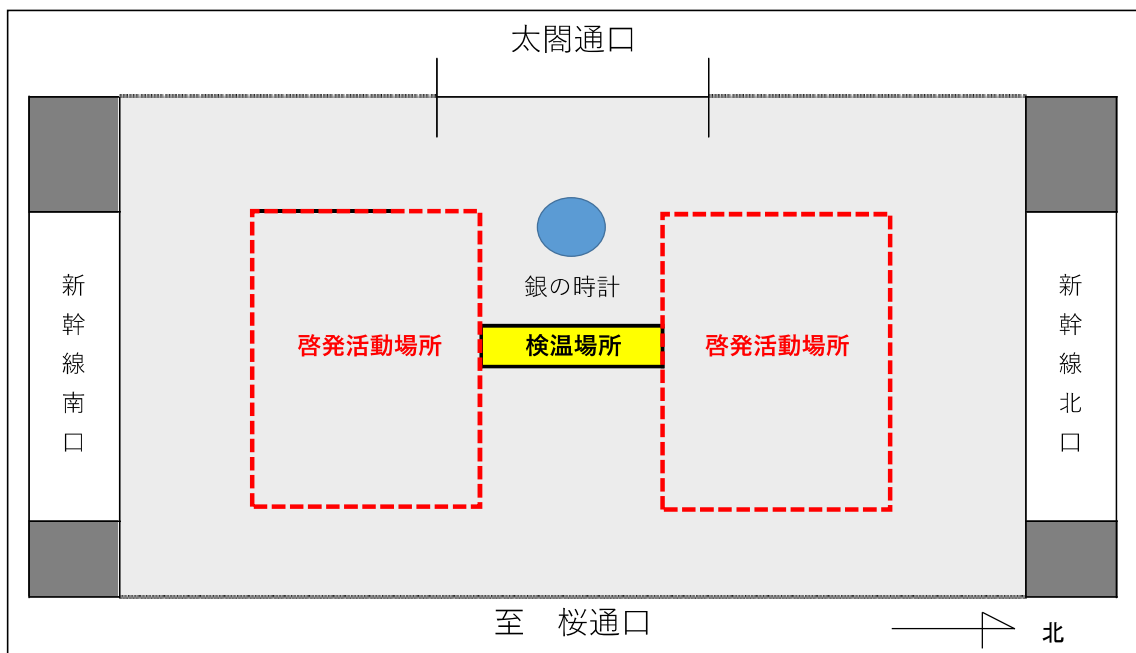 太閤通口
銀の時計
新幹線南口
啓発活動場所
検温場所
啓発活動場所
新幹線北口
至　桜通口
北